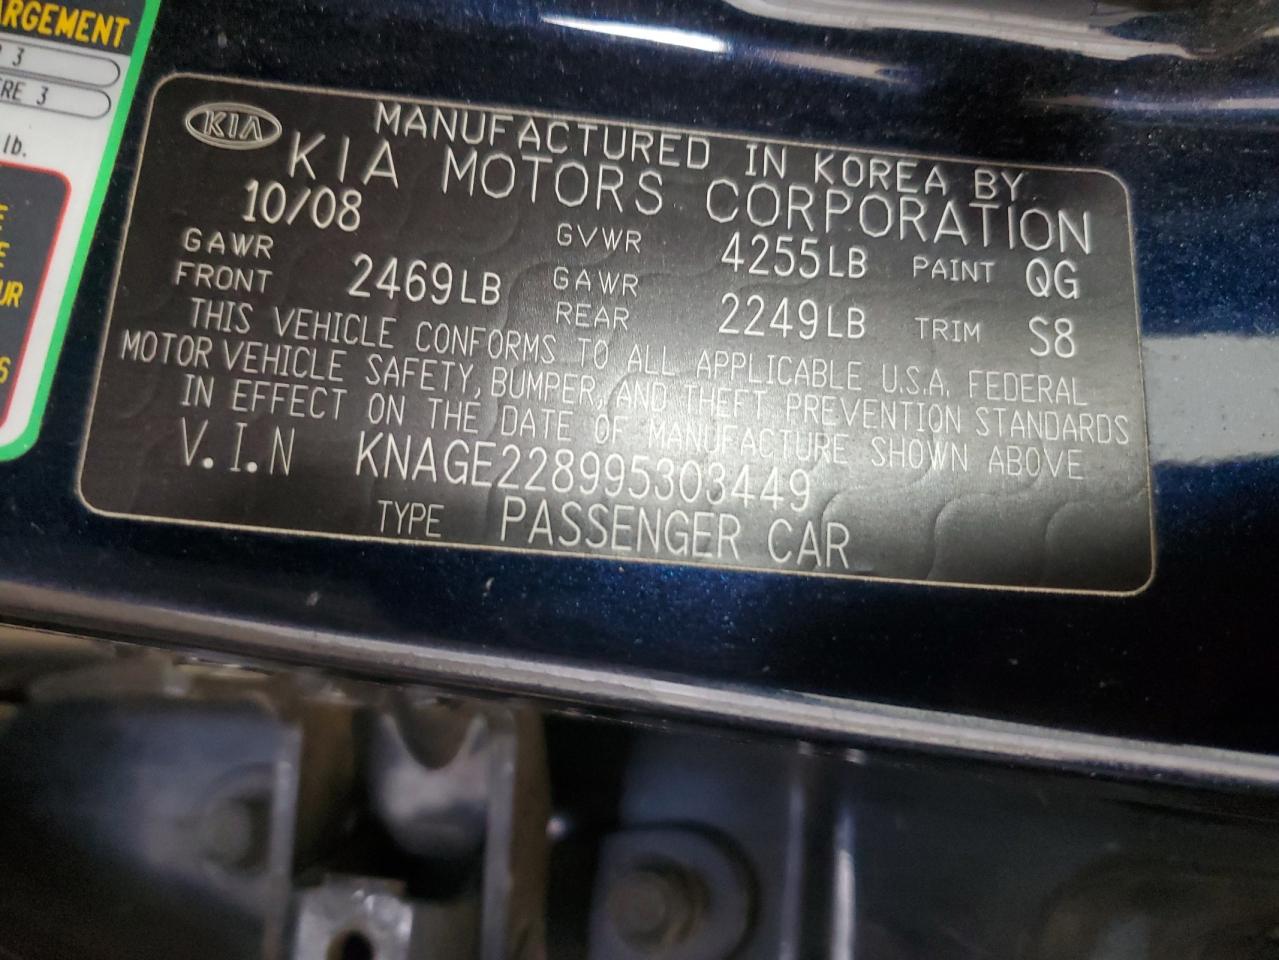 ARGEMENT
3
RE 3
lb.
E
E
UR
S
KIA
MANUFACTURED IN KOREA BY
KIA MOTORS CORPORATION
10/08
GAWR FRONT 2469LB GVWR 4255LB PAINT QG
GAWR REAR 2249LB TRIM S8
THIS VEHICLE CONFORMS TO ALL APPLICABLE U.S.A. FEDERAL
MOTOR VEHICLE SAFETY, BUMPER, AND THEFT PREVENTION STANDARDS
IN EFFECT ON THE DATE OF MANUFACTURE SHOWN ABOVE
V.I.N KNAGE228995303449
TYPE PASSENGER CAR